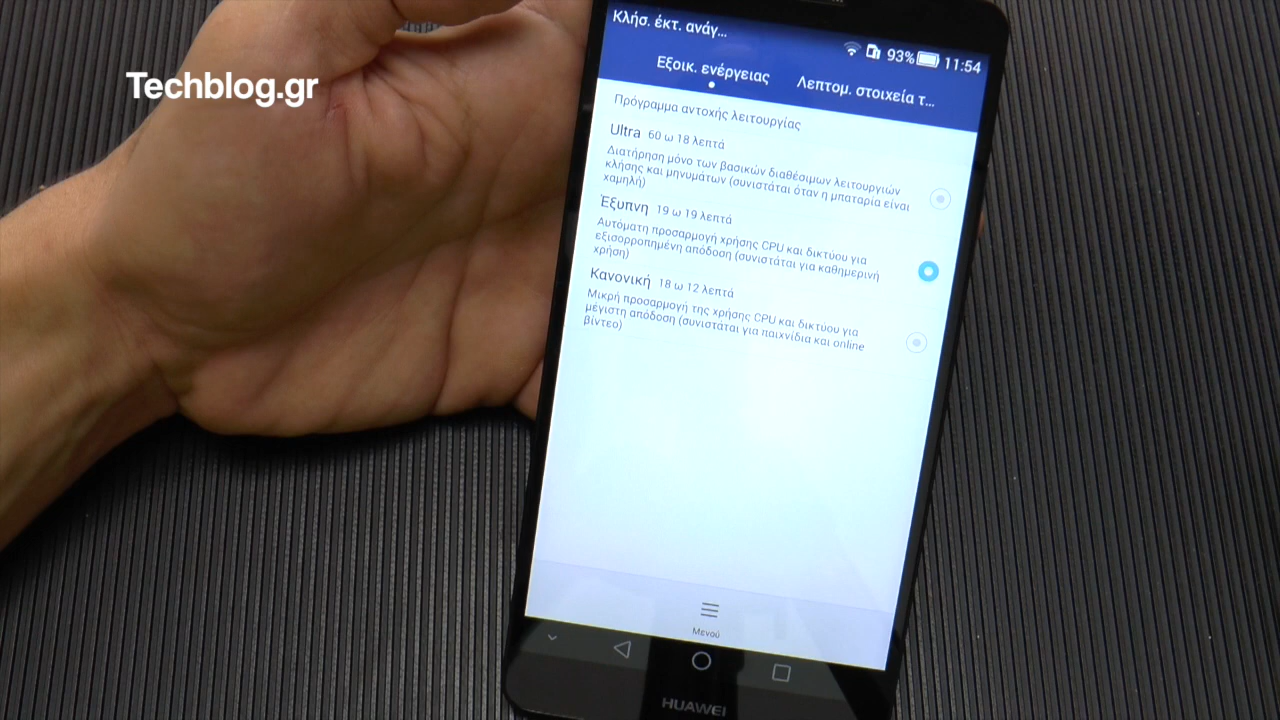 Techblog.gr
Κλήσ. έκτ. ανάγ...
93% 11:54
Εξοικ. ενέργειας
Λεπτομ. στοιχεία τ...
Πρόγραμμα αντοχής λειτουργίας
Ultra 60 ω 18 λεπτά
Διατήρηση μόνο των βασικών διαθέσιμων λειτουργιών
κλήσης και μηνυμάτων (συνιστάται όταν η μπαταρία είναι
χαμηλή)
Έξυπνη 19 ω 19 λεπτά
Αυτόματη προσαρμογή χρήσης CPU και δικτύου για
εξισορροπημένη απόδοση (συνιστάται για καθημερινή
χρήση)
Κανονική 18 ω 12 λεπτά
Μικρή προσαρμογή της χρήσης CPU και δικτύου για
μέγιστη απόδοση (συνιστάται για παιχνίδια και online
βίντεο)
Μενού
HUAWEI